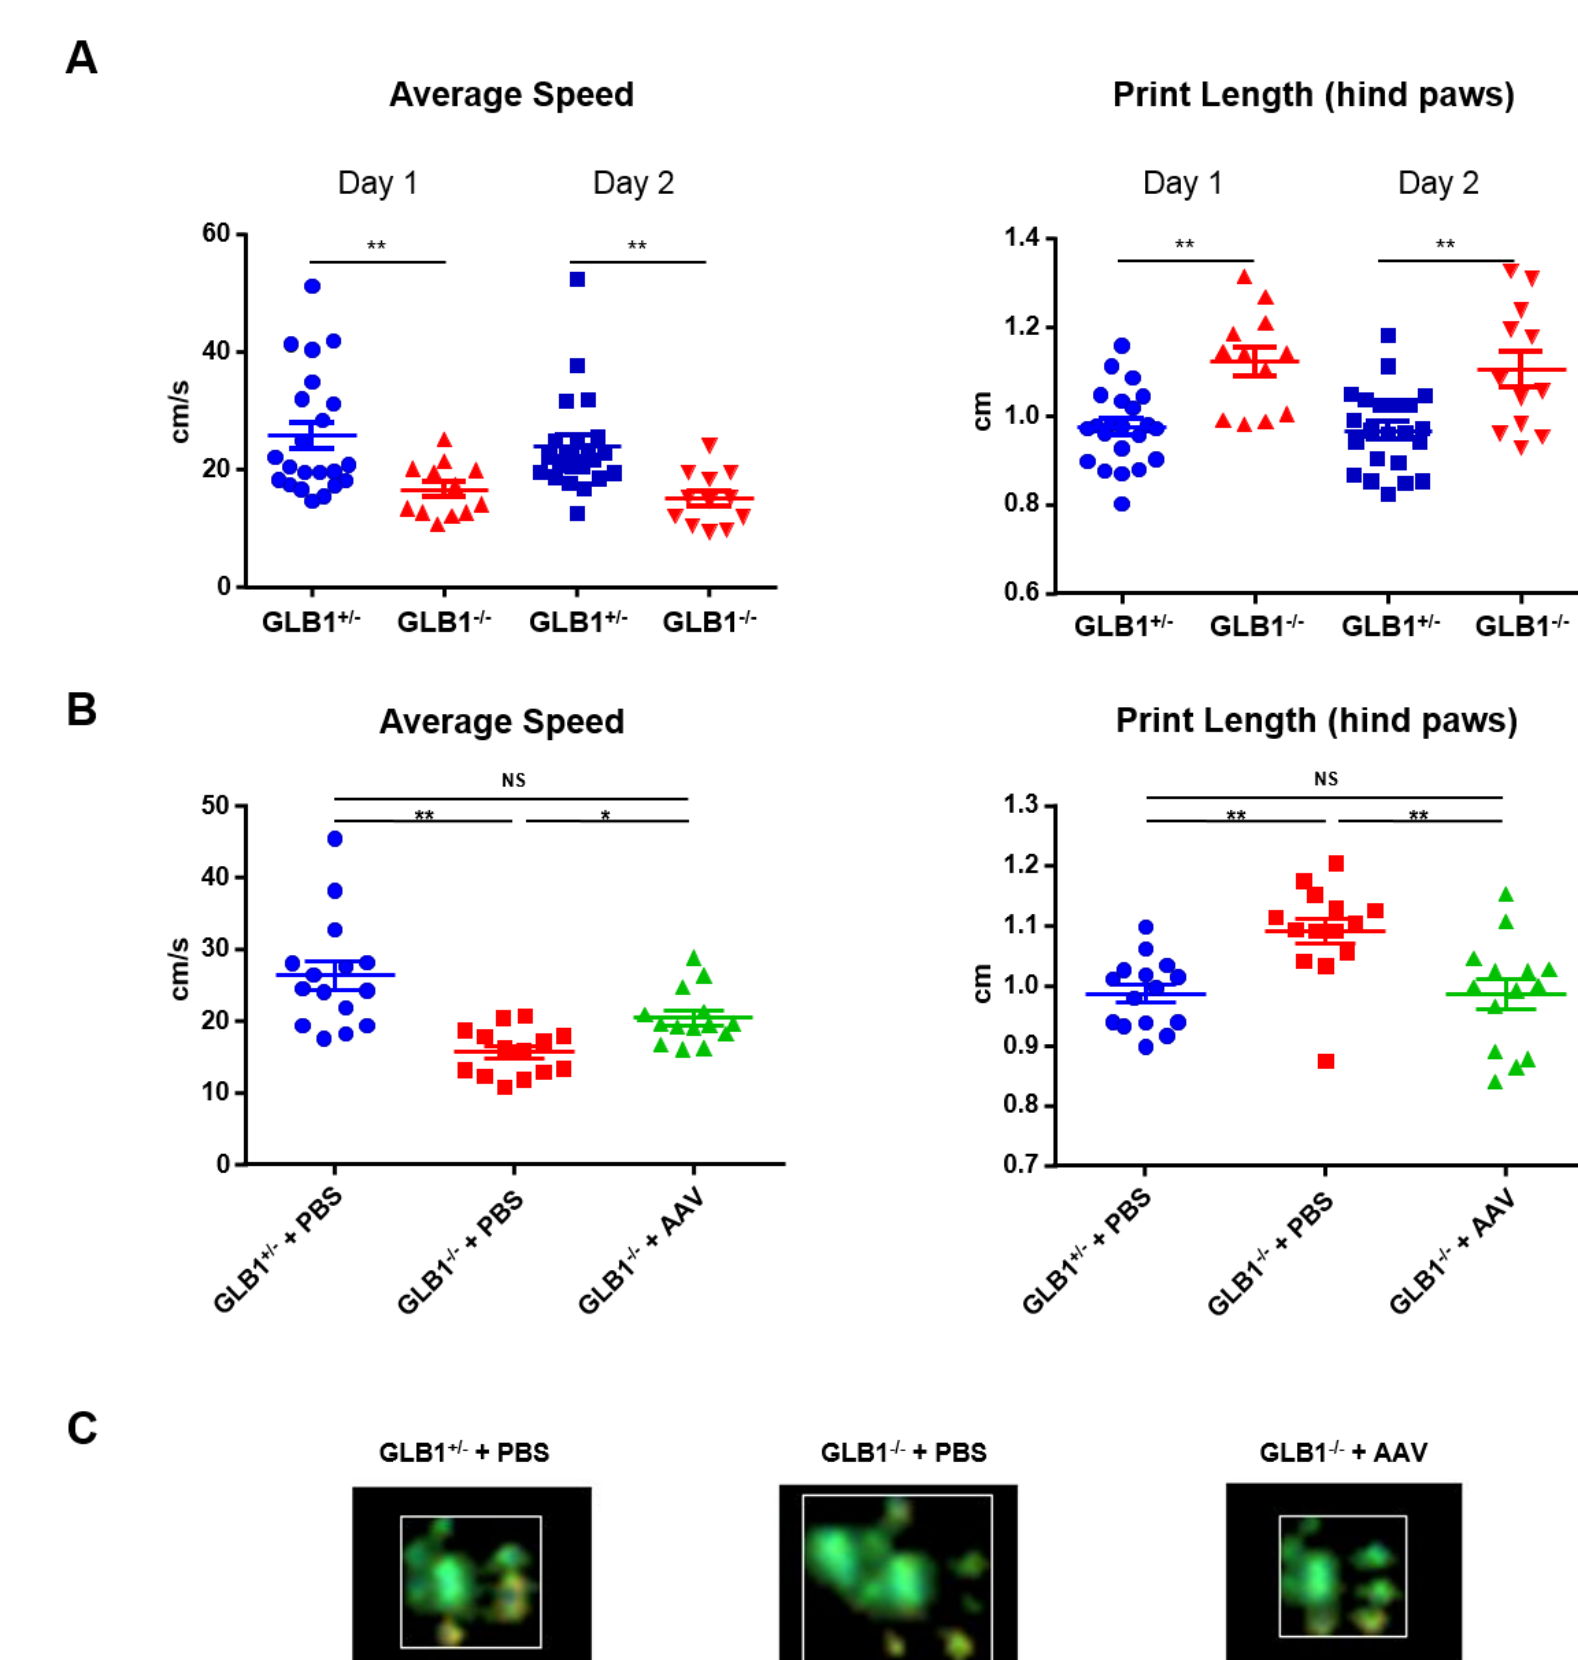 A
Average Speed
Print Length (hind paws)
Day 1
Day 2
Day 1
Day 2
60
40
20
0
cm/s
**
**
GLB1+/-
GLB1-/-
GLB1+/-
GLB1-/-
1.4
1.2
1.0
0.8
0.6
cm
**
**
GLB1+/-
GLB1-/-
GLB1+/-
GLB1-/-
B
Average Speed
Print Length (hind paws)
NS
**
*
50
40
30
20
10
0
cm/s
GLB1+/- + PBS
GLB1-/- + PBS
GLB1-/- + AAV
NS
**
**
1.3
1.2
1.1
1.0
0.9
0.8
0.7
cm
GLB1+/- + PBS
GLB1-/- + PBS
GLB1-/- + AAV
C
GLB1+/- + PBS
GLB1-/- + PBS
GLB1-/- + AAV